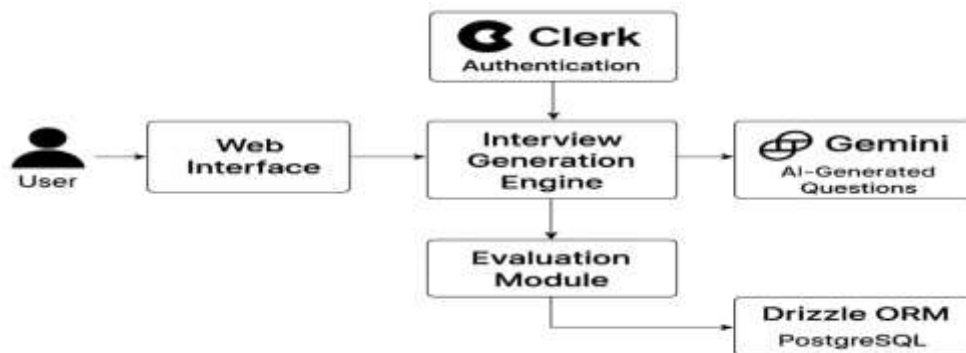 Clerk
Authentication
User
Web
Interface
Interview
Generation
Engine
Gemini
AI-Generated
Questions
Evaluation
Module
Drizzle ORM
PostgreSQL